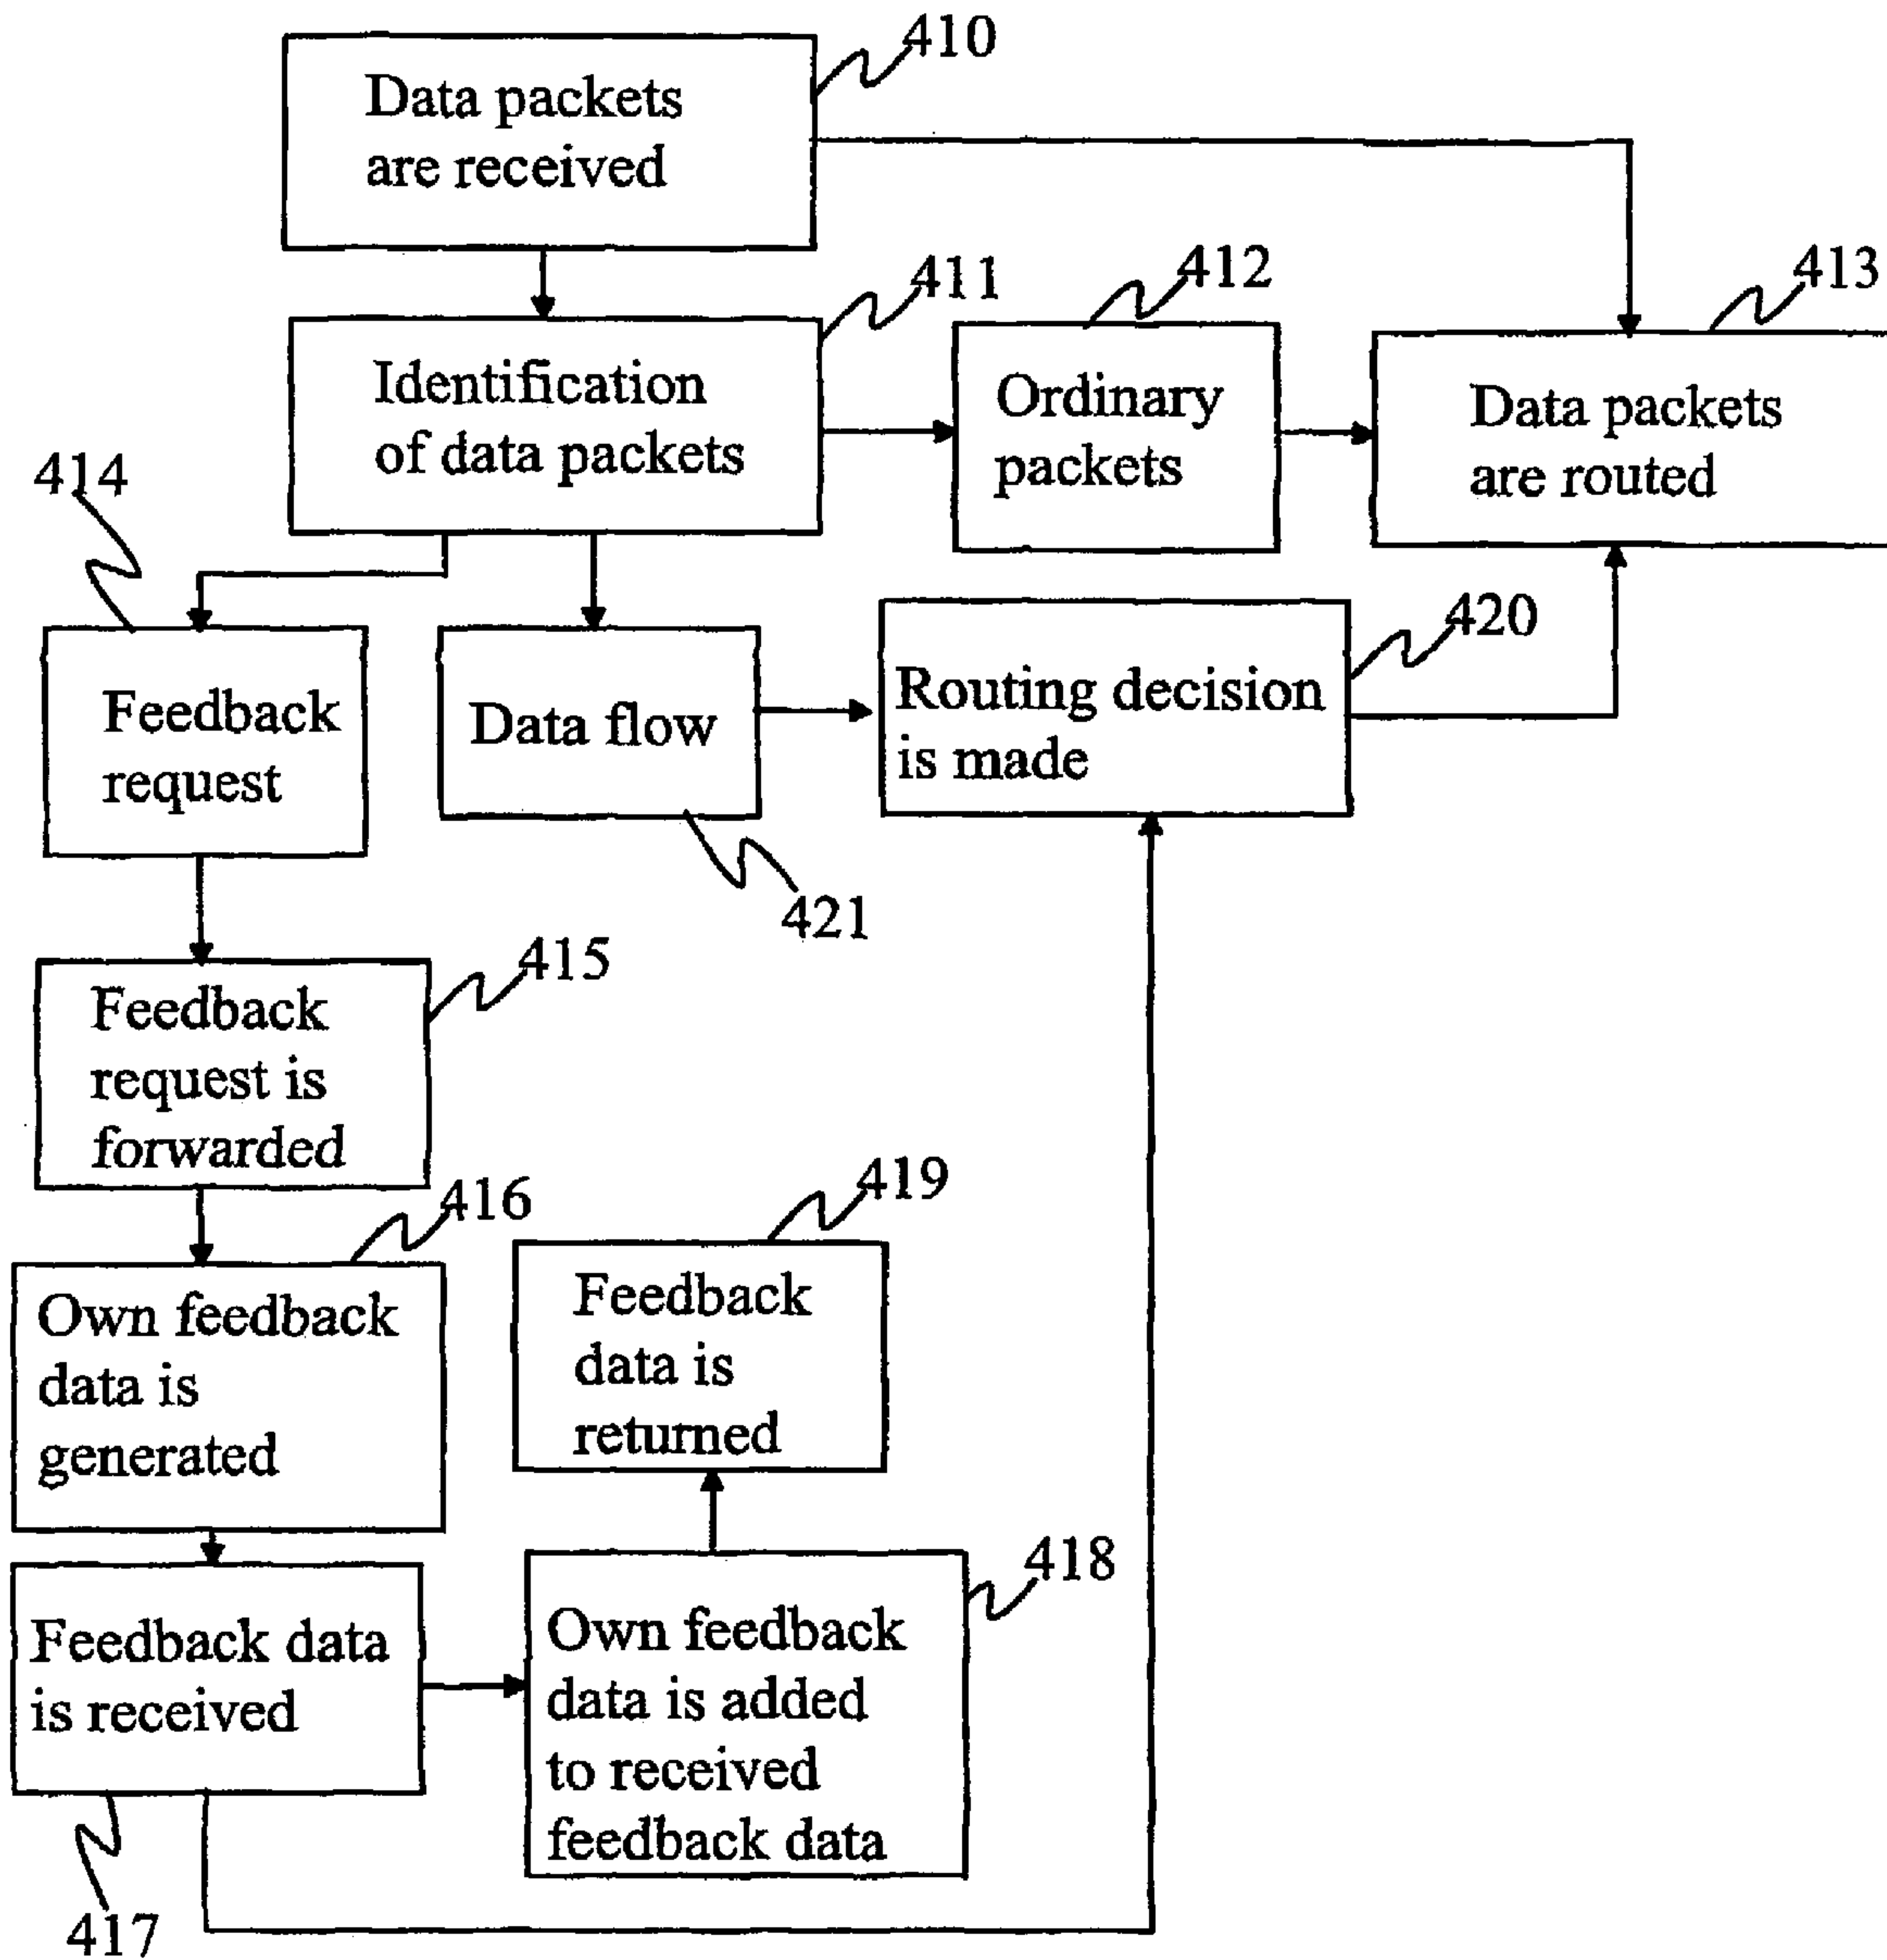 410
Data packets
are received
411
412
413
Identification
of data packets
Ordinary
packets
Data packets
are routed
414
420
Feedback
request
Data flow
Routing decision
is made
421
415
Feedback
request is
forwarded
416
419
Own feedback
data is
generated
Feedback
data is
returned
418
Feedback data
is received
Own feedback
data is added
to received
feedback data
417